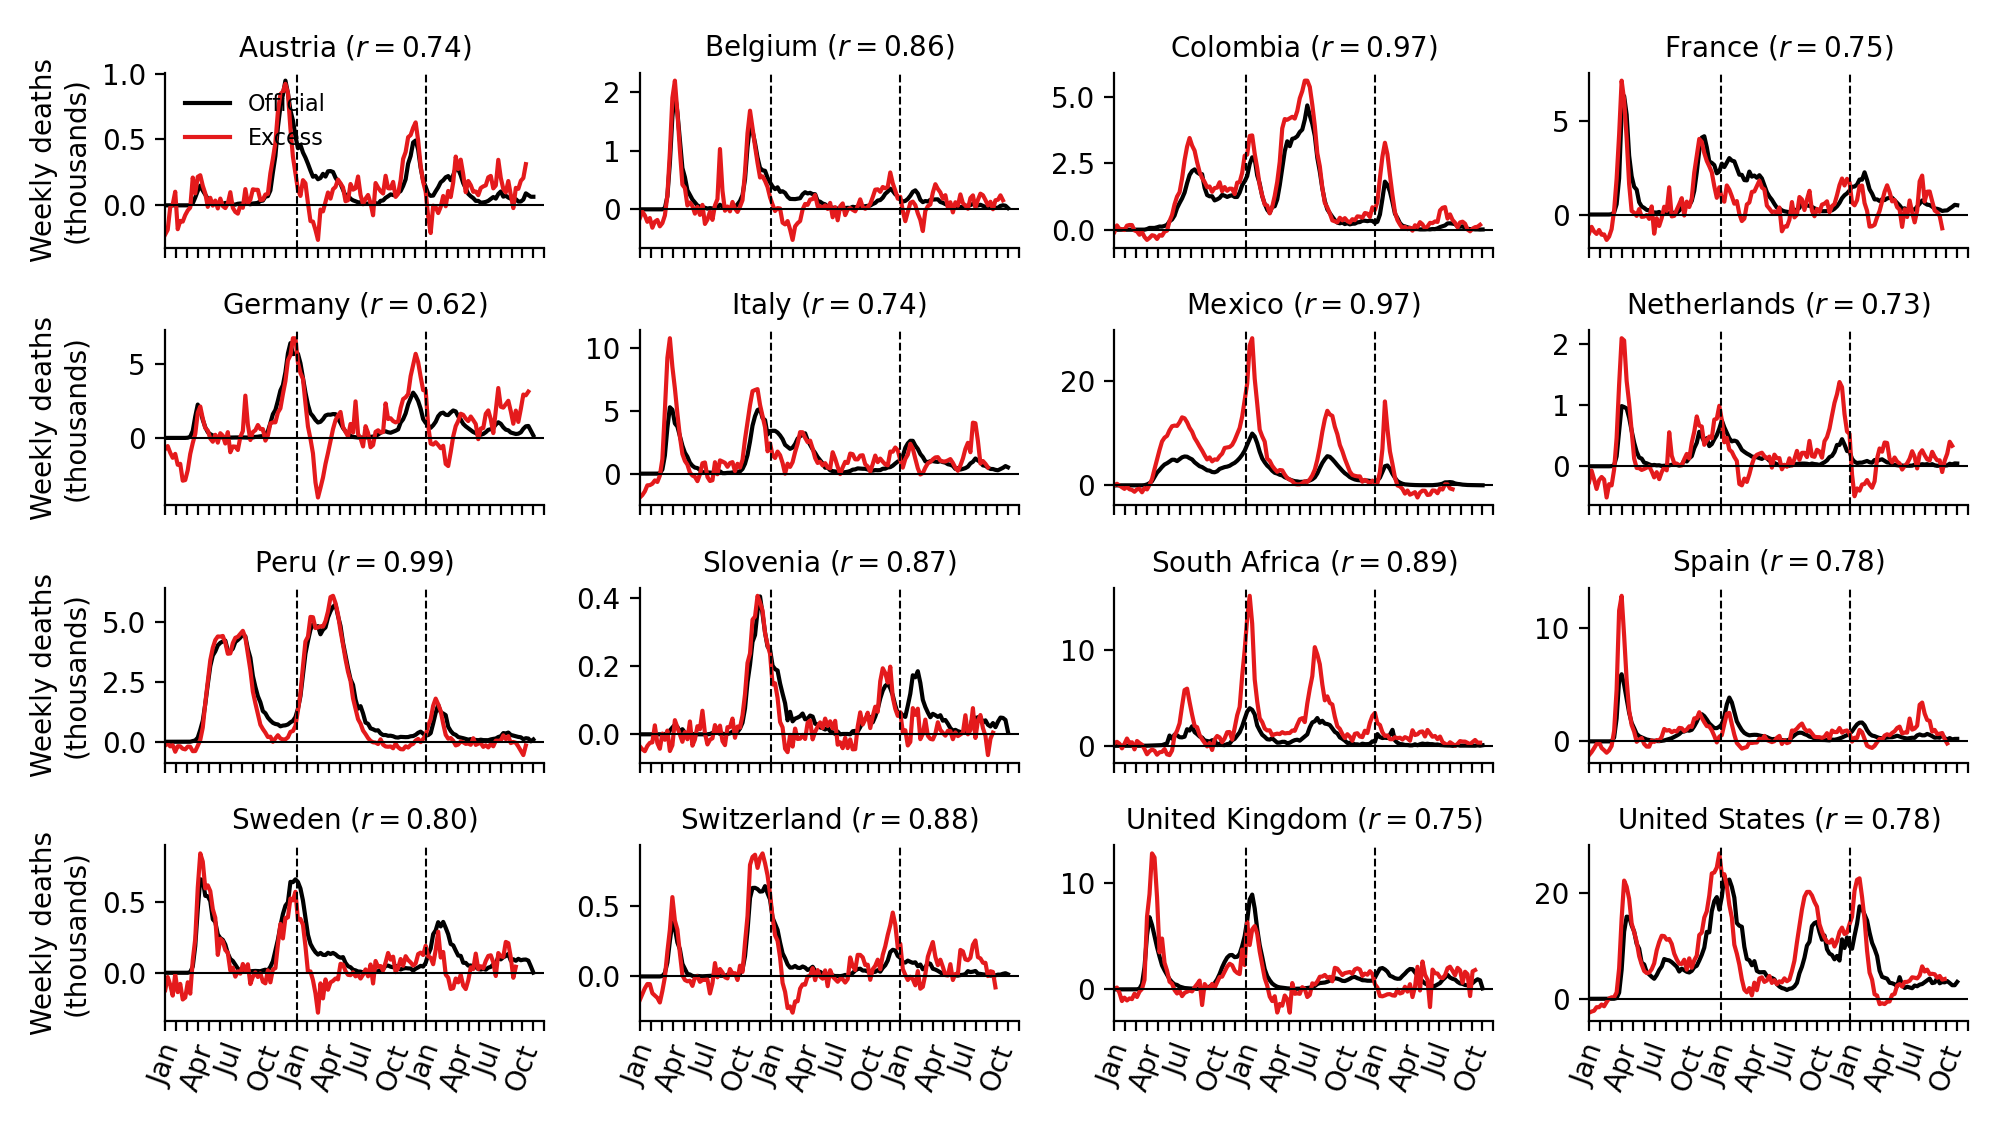 Austria (r = 0.74)
Belgium (r = 0.86)
Colombia (r = 0.97)
France (r = 0.75)
Weekly deaths
(thousands)
1.0
0.5
0.0
Official
Excess
2
1
0
5.0
2.5
0.0
5
0
Germany (r = 0.62)
Italy (r = 0.74)
Mexico (r = 0.97)
Netherlands (r = 0.73)
Weekly deaths
(thousands)
5
0
10
5
0
20
0
2
1
0
Peru (r = 0.99)
Slovenia (r = 0.87)
South Africa (r = 0.89)
Spain (r = 0.78)
Weekly deaths
(thousands)
5.0
2.5
0.0
0.4
0.2
0.0
10
0
10
0
Sweden (r = 0.80)
Switzerland (r = 0.88)
United Kingdom (r = 0.75)
United States (r = 0.78)
Weekly deaths
(thousands)
0.5
0.0
0.5
0.0
10
0
20
0
Jan Apr Jul Oct Jan Apr Jul Oct Jan Apr Jul Oct
Jan Apr Jul Oct Jan Apr Jul Oct Jan Apr Jul Oct
Jan Apr Jul Oct Jan Apr Jul Oct Jan Apr Jul Oct
Jan Apr Jul Oct Jan Apr Jul Oct Jan Apr Jul Oct